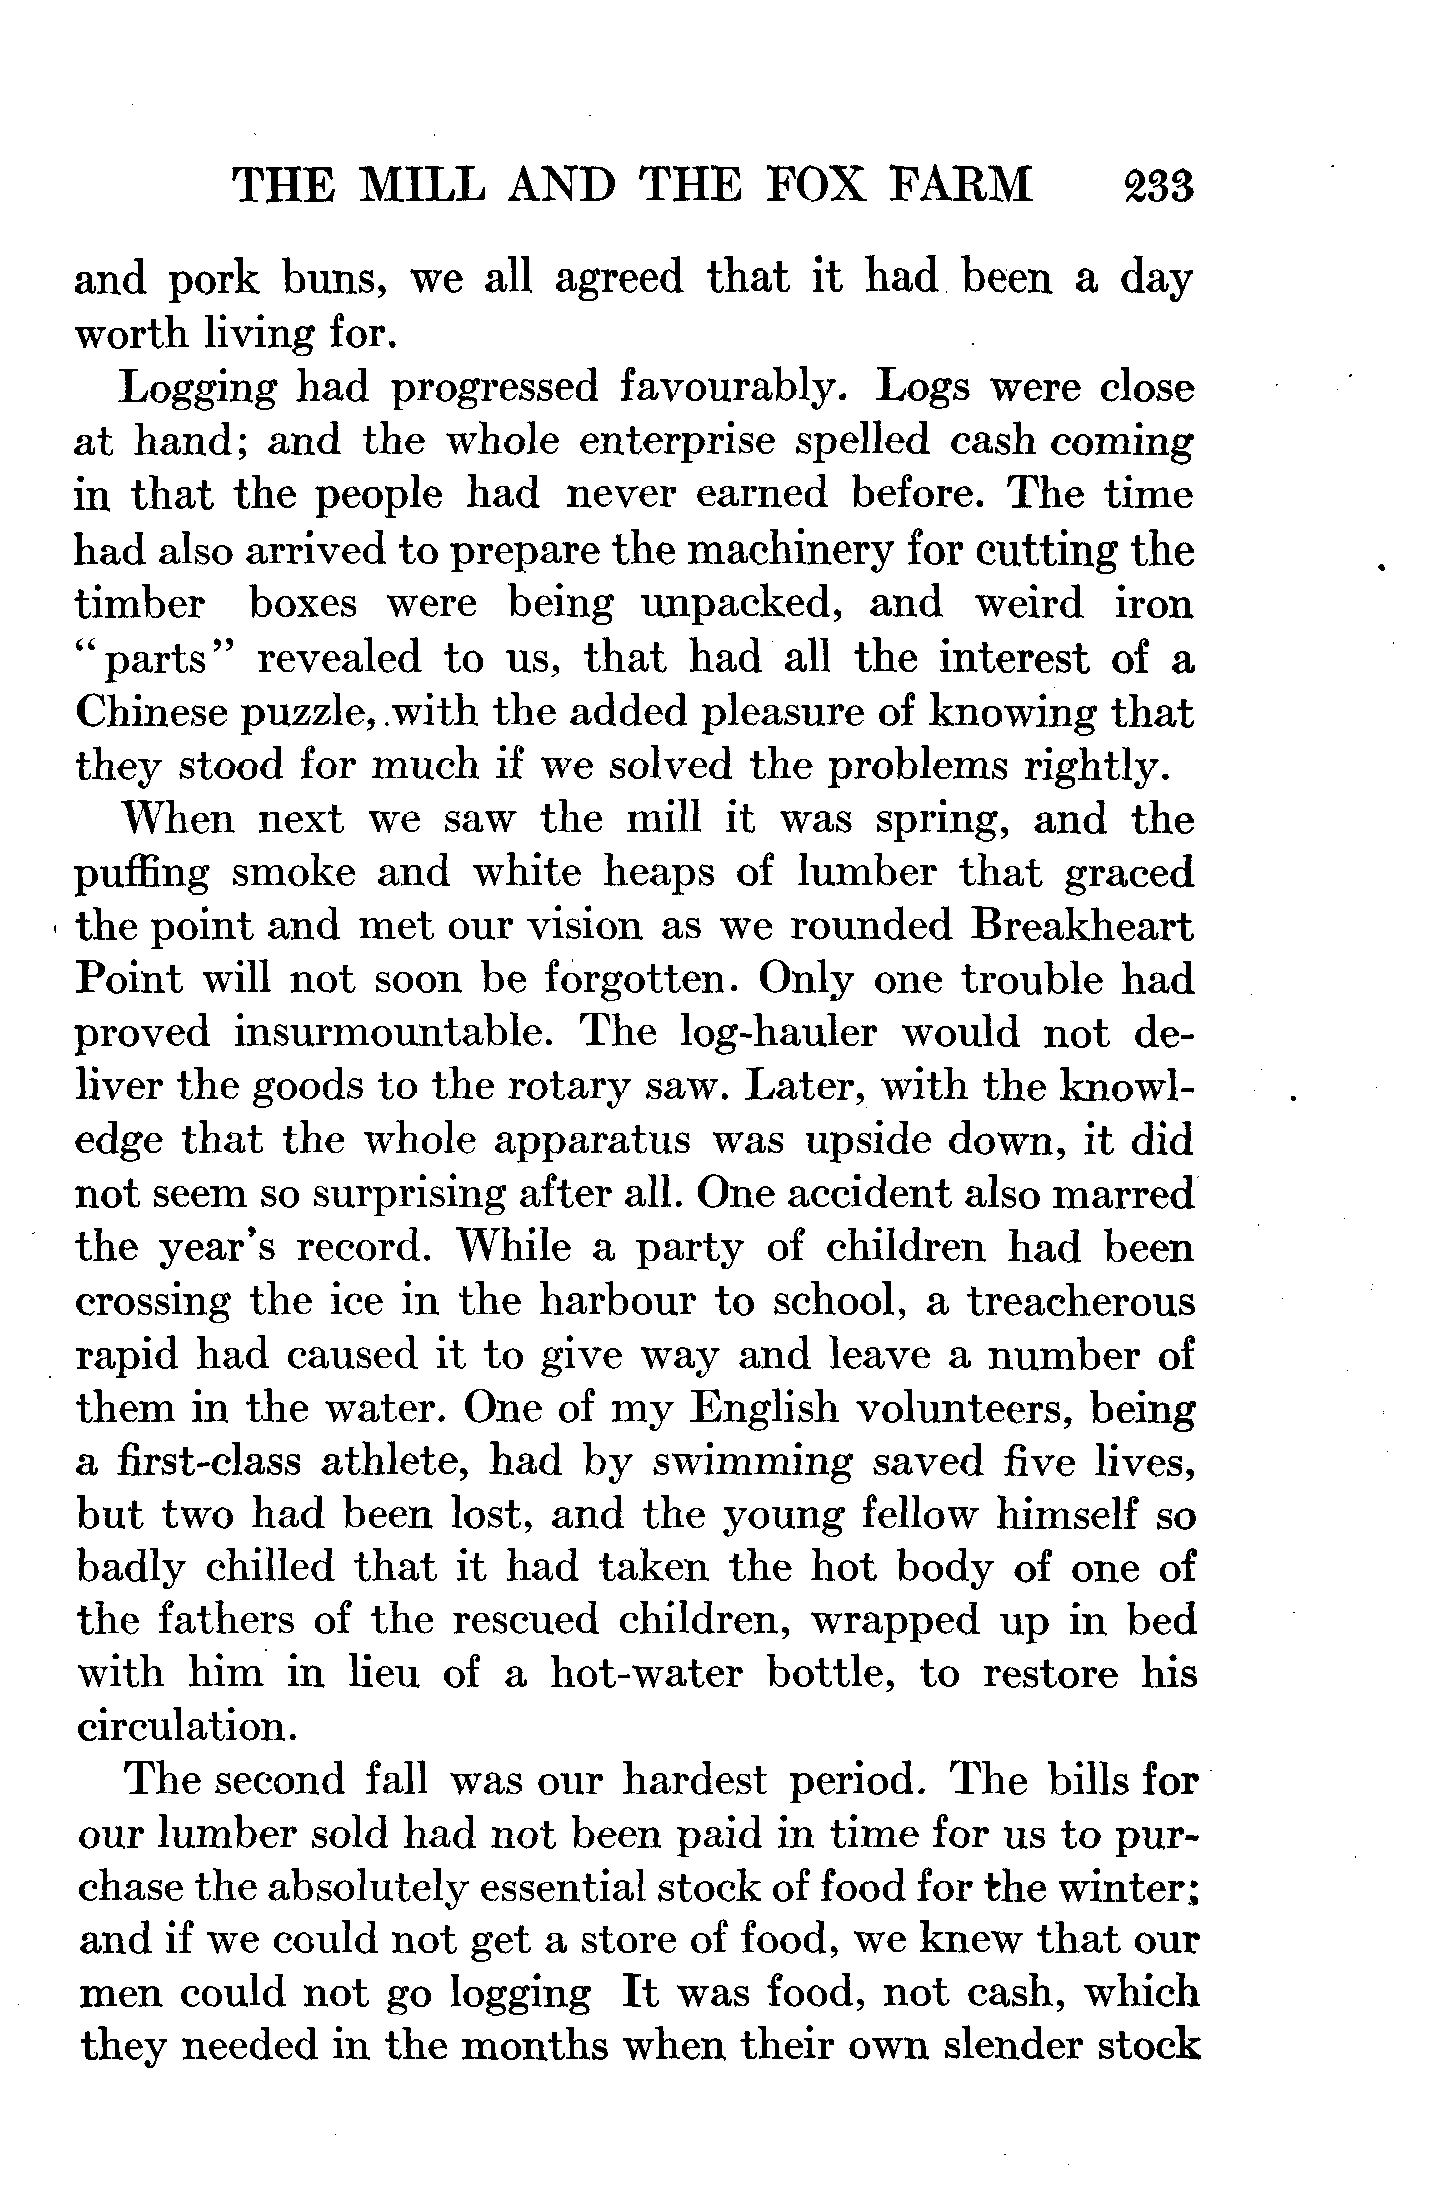 THE MILL AND THE FOX FARM 233
and pork buns, we all agreed that it had been a day
worth living for.
Logging had progressed favourably. Logs were close
at hand; and the whole enterprise spelled cash coming
in that the people had never earned before. The time
had also arrived to prepare the machinery for cutting the
timber boxes were being unpacked, and weird iron
"parts" revealed to us, that had all the interest of a
Chinese puzzle, with the added pleasure of knowing that
they stood for much if we solved the problems rightly.
When next we saw the mill it was spring, and the
puffing smoke and white heaps of lumber that graced
the point and met our vision as we rounded Breakheart
Point will not soon be forgotten. Only one trouble had
proved insurmountable. The log-hauler would not de-
liver the goods to the rotary saw. Later, with the knowl-
edge that the whole apparatus was upside down, it did
not seem so surprising after all. One accident also marred
the year's record. While a party of children had been
crossing the ice in the harbour to school, a treacherous
rapid had caused it to give way and leave a number of
them in the water. One of my English volunteers, being
a first-class athlete, had by swimming saved five lives,
but two had been lost, and the young fellow himself so
badly chilled that it had taken the hot body of one of
the fathers of the rescued children, wrapped up in bed
with him in lieu of a hot-water bottle, to restore his
circulation.
The second fall was our hardest period. The bills for
our lumber sold had not been paid in time for us to pur-
chase the absolutely essential stock of food for the winter;
and if we could not get a store of food, we knew that our
men could not go logging It was food, not cash, which
they needed in the months when their own slender stock